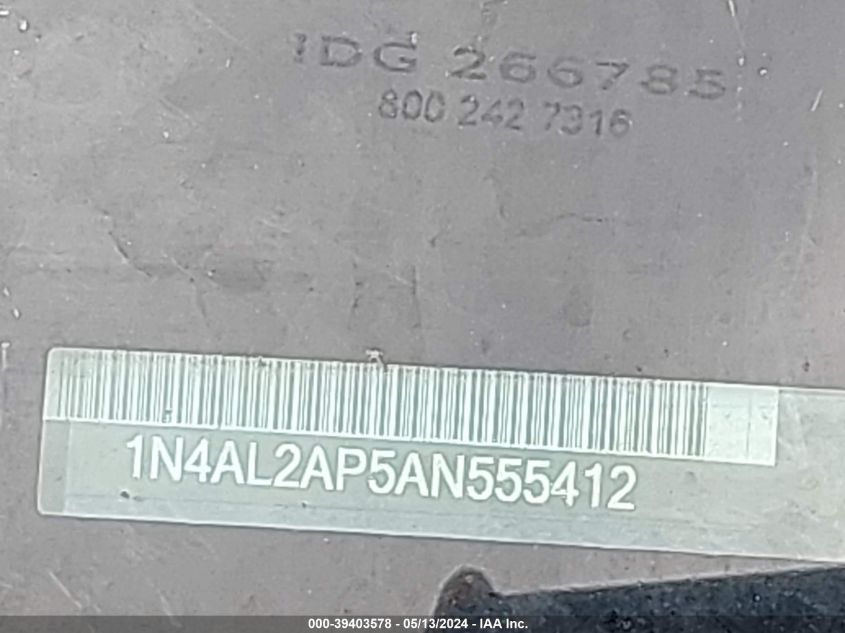 IDG 266785
800 242 7316
1N4AL2AP5AN555412
000-39403578 - 05/13/2024 - IAA Inc.